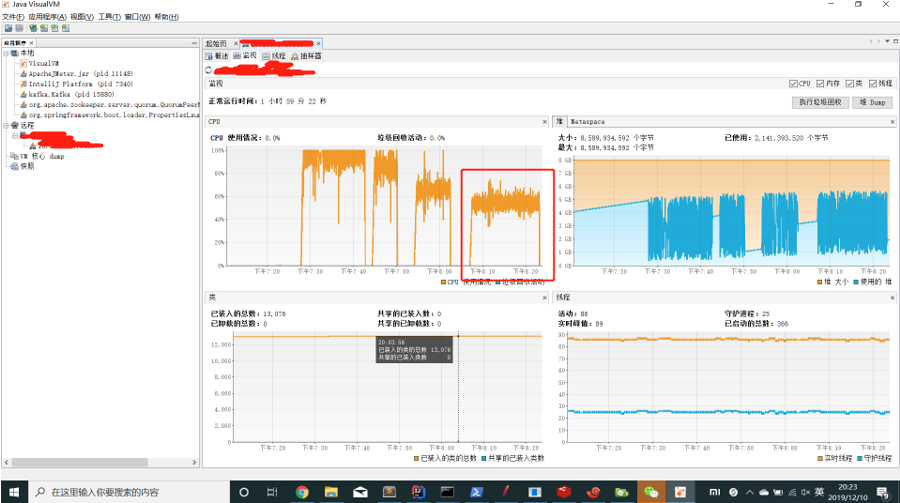 Java VisualVM
文件(F) 应用程序(A) 视图(V) 工具(T) 窗口(W) 帮助(H)
应用程序 ×
本地
VisualVM
ApacheJMeter.jar (pid 11148)
IntelliJ Platform (pid 7340)
kafka.Kafka (pid 15880)
org.apache.zookeeper.server.quorum.QuorumPeerM
org.springframework.boot.loader.PropertiesLau
远程
VM 核心 dump
快照
起始页 ×
概述 监视 线程 抽样器
监视
CPU 内存 类 线程
正常运行时间: 1 小时 59 分 22 秒
执行垃圾回收 堆 Dump
CPU
CPU 使用情况: 0.0% 垃圾回收活动: 0.0%
100%
80%
60%
40%
20%
0%
下午7:20 下午7:30 下午7:40 下午7:50 下午8:00 下午8:10 下午8:20
CPU 使用情况 垃圾回收活动
堆 Metaspace
大小: 8,589,934,592 个字节 已使用: 2,141,393,520 个字节
最大: 8,589,934,592 个字节
8 GB
7 GB
6 GB
5 GB
4 GB
3 GB
2 GB
1 GB
0 GB
下午7:20 下午7:30 下午7:40 下午7:50 下午8:00 下午8:10 下午8:20
堆 大小 使用的 堆
类
已装入的总数: 13,076 共享的已装入数: 0
已卸载的总数: 0 共享的已卸载数: 0
12,000
10,000
8,000
6,000
4,000
2,000
0
20:03:56
已装入的类的总数 13,076
共享的已装入类数 0
下午7:20 下午7:30 下午7:40 下午7:50 下午8:00 下午8:10 下午8:20
已装入的类的总数 共享的已装入类数
线程
活动: 86 守护进程: 25
实时峰值: 89 已启动的总数: 366
90
80
70
60
50
40
30
20
10
0
下午7:20 下午7:30 下午7:40 下午7:50 下午8:00 下午8:10 下午8:20
实时线程 守护线程
在这里输入你要搜索的内容
英
20:23
2019/12/10